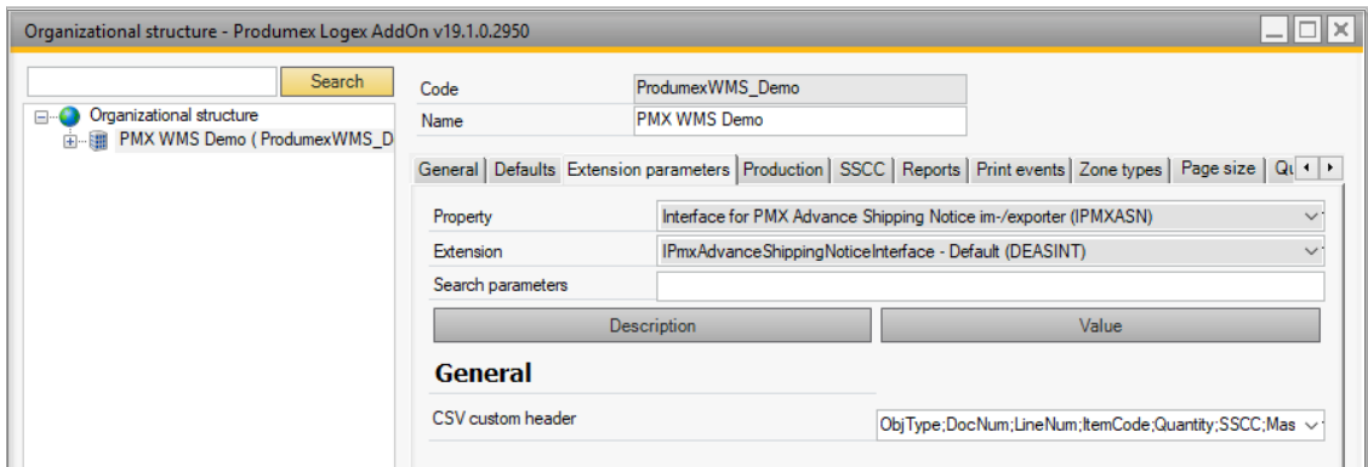 Organizational structure - Produmex Logex AddOn v19.1.0.2950
Search
Organizational structure
PMX WMS Demo ( ProdumexWMS_D
Code ProdumexWMS_Demo
Name PMX WMS Demo
General Defaults Extension parameters Production SSCC Reports Print events Zone types Page size
Property Interface for PMX Advance Shipping Notice im-/exporter (IPMXASN)
Extension IPmxAdvanceShippingNoticeInterface - Default (DEASINT)
Search parameters
Description Value
General
CSV custom header ObjType;DocNum;LineNum;ItemCode;Quantity;SSCC;Mas